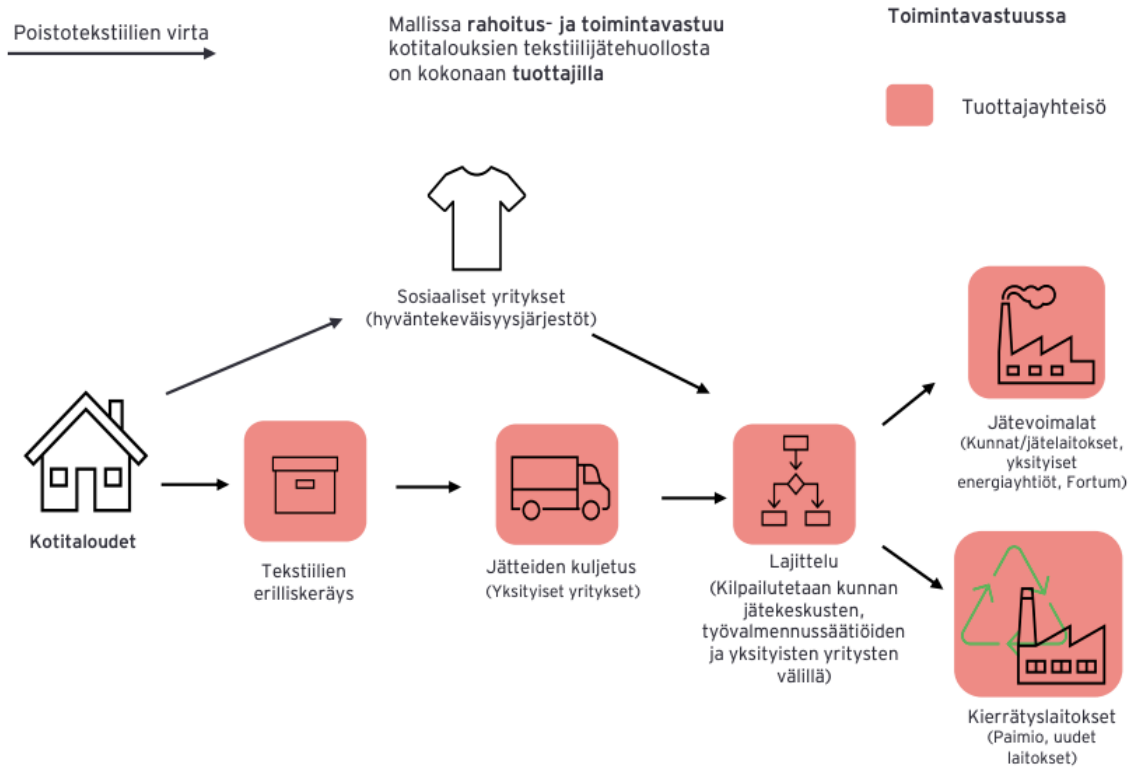 Poistotekstiilien virta
Mallissa rahoitus- ja toimintavastuu
kotitalouksien tekstiilijätehuollosta
on kokonaan tuottajilla
Toimintavastuussa
Tuottajayhteisö
Sosiaaliset yritykset
(hyväntekeväisyysjärjestöt)
Kotitaloudet
Tekstiilien
erilliskeräys
Jätteiden kuljetus
(Yksityiset yritykset)
Lajittelu
(Kilpailutetaan kunnan
jätekeskusten,
työvalmennussäätiöiden
ja yksityisten yritysten
välillä)
Jätevoimalat
(Kunnat/jätelaitokset,
yksityiset
energiayhtiöt, Fortum)
Kierrätyslaitokset
(Paimio, uudet
laitokset)